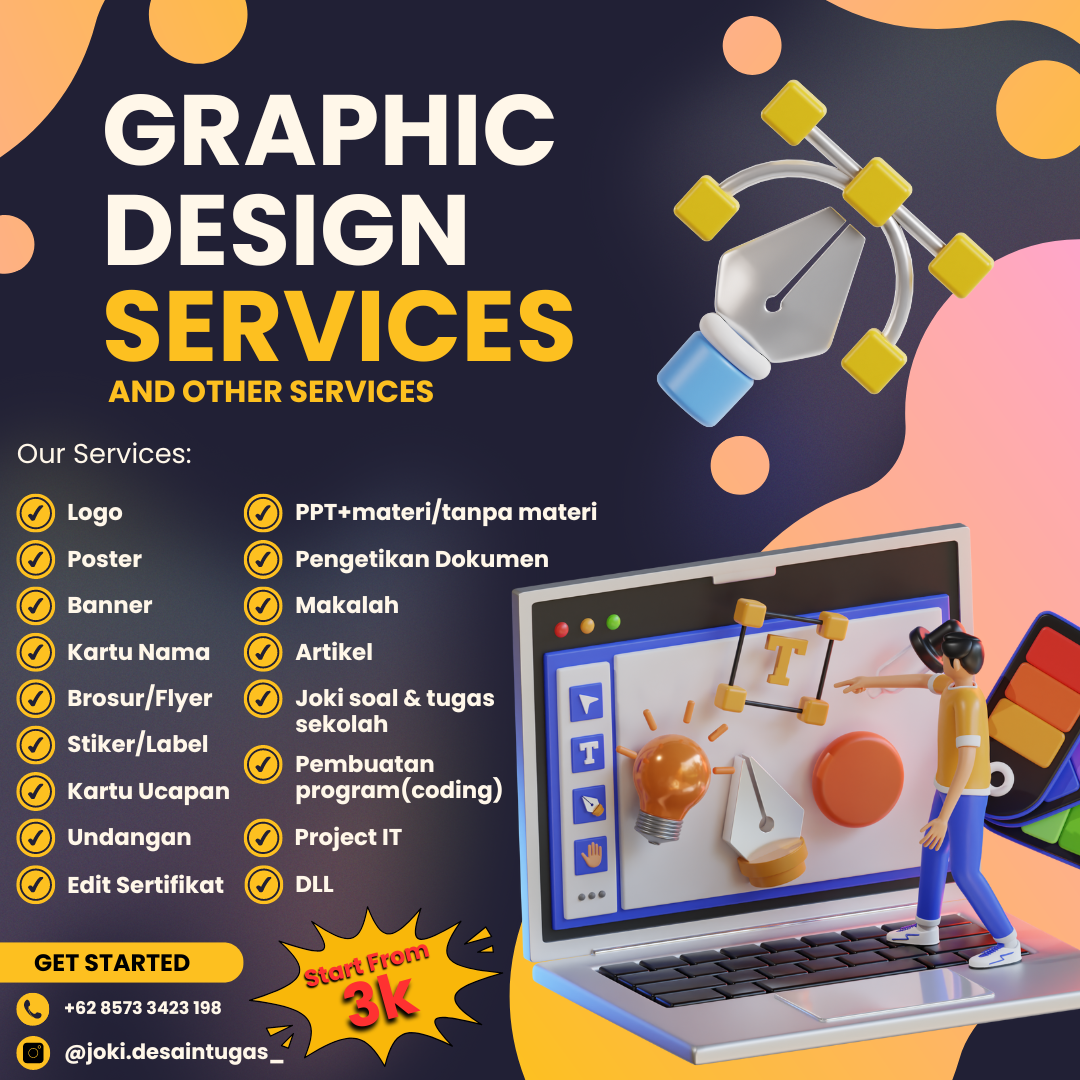 GRAPHIC
DESIGN
SERVICES
AND OTHER SERVICES
Our Services:
Logo
Poster
Banner
Kartu Nama
Brosur/Flyer
Stiker/Label
Kartu Ucapan
Undangan
Edit Sertifikat
PPT+materi/tanpa materi
Pengetikan Dokumen
Makalah
Artikel
Joki soal & tugas
sekolah
Pembuatan
program(coding)
Project IT
DLL
T
T
GET STARTED
+62 8573 3423 198
@joki.desaintugas_
Start From
3k